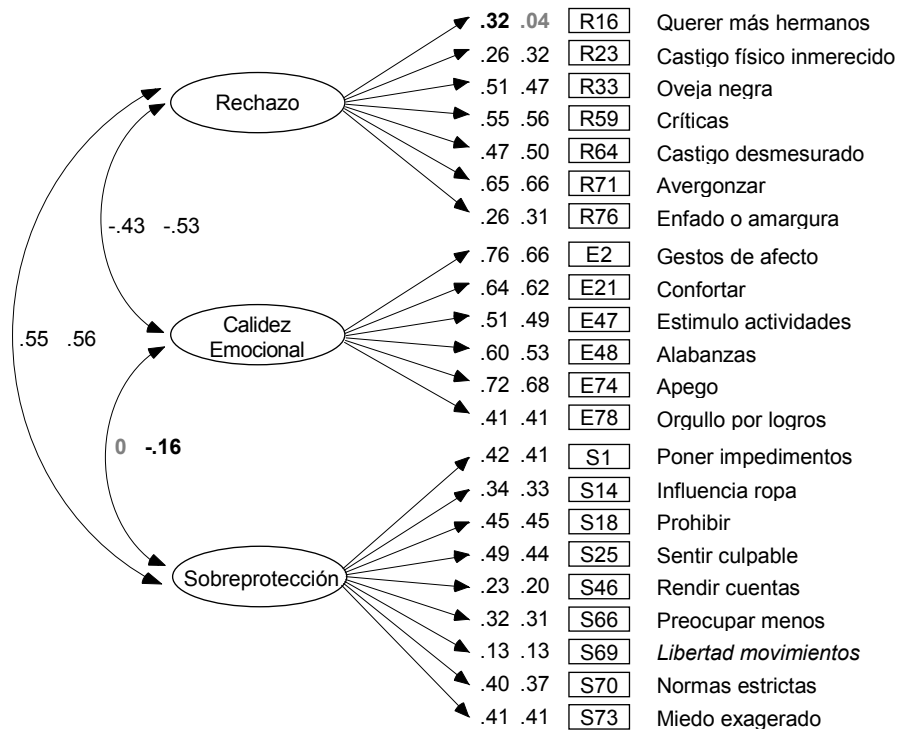 .32 .04 R16 Querer más hermanos
.26 .32 R23 Castigo físico inmerecido
.51 .47 R33 Oveja negra
Rechazo
.55 .56 R59 Críticas
.47 .50 R64 Castigo desmesurado
.65 .66 R71 Avergonzar
.26 .31 R76 Enfado o amargura
-.43 -.53
.76 .66 E2 Gestos de afecto
.64 .62 E21 Confortar
.51 .49 E47 Estimulo actividades
Calidez
Emocional
.55 .56
.60 .53 E48 Alabanzas
.72 .68 E74 Apego
.41 .41 E78 Orgullo por logros
0 -.16
.42 .41 S1 Poner impedimentos
.34 .33 S14 Influencia ropa
.45 .45 S18 Prohibir
.49 .44 S25 Sentir culpable
Sobreprotección
.23 .20 S46 Rendir cuentas
.32 .31 S66 Preocupar menos
.13 .13 S69 Libertad movimientos
.40 .37 S70 Normas estrictas
.41 .41 S73 Miedo exagerado